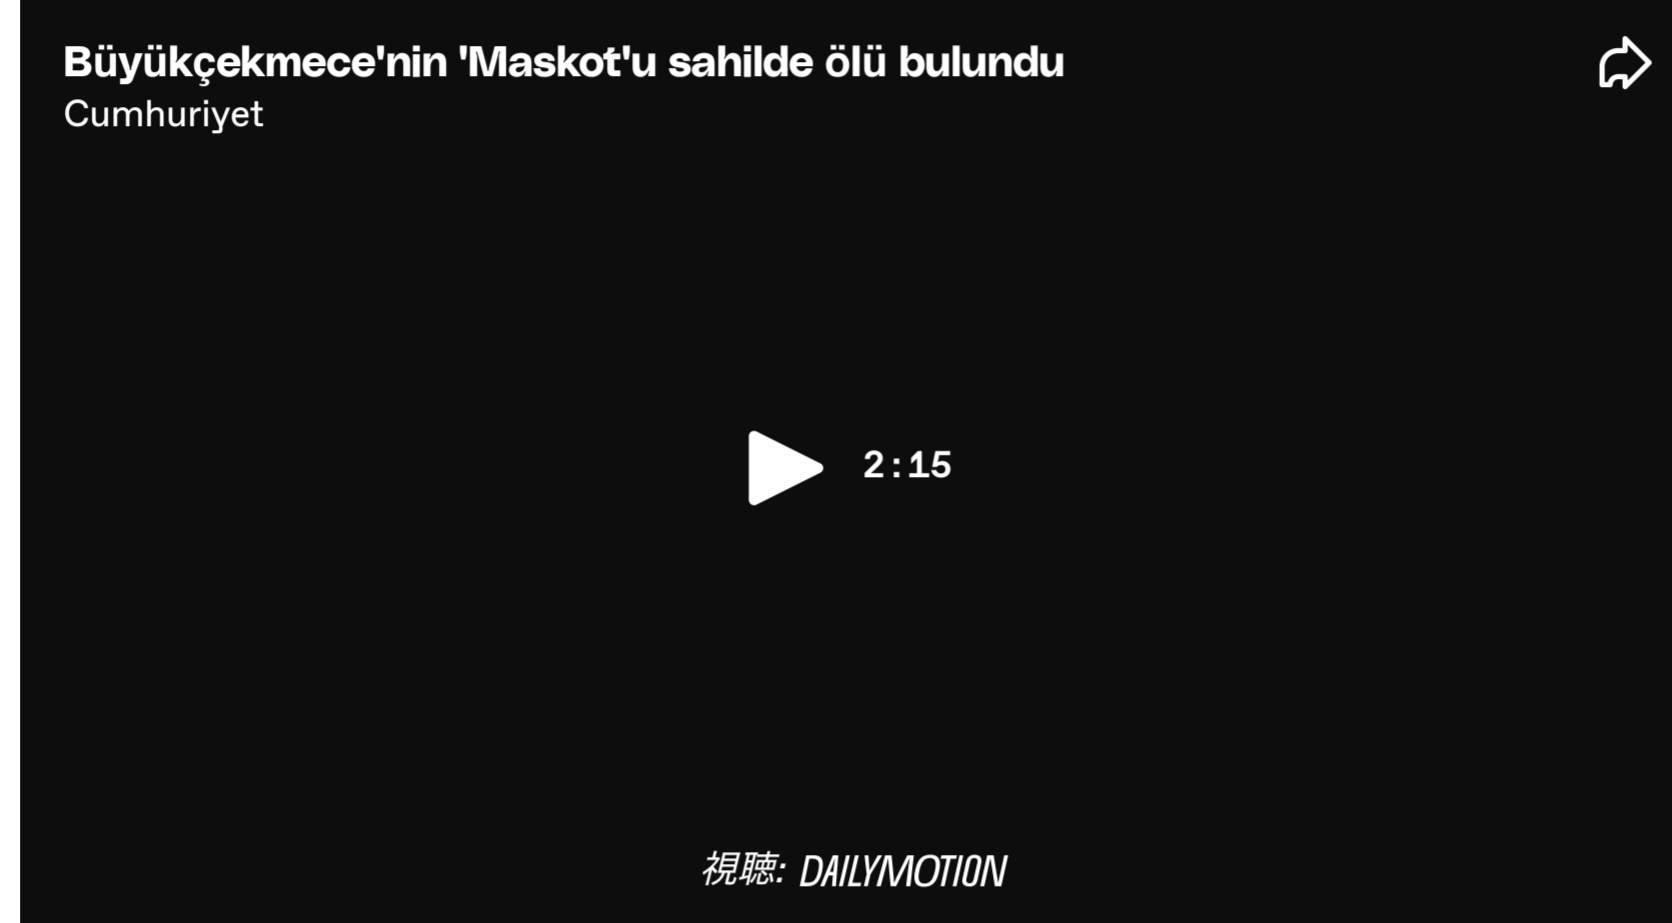 Büyükçekmece'nin 'Maskot'u sahilde ölü bulundu
Cumhuriyet
2:15
視聴: DAILYMOTION